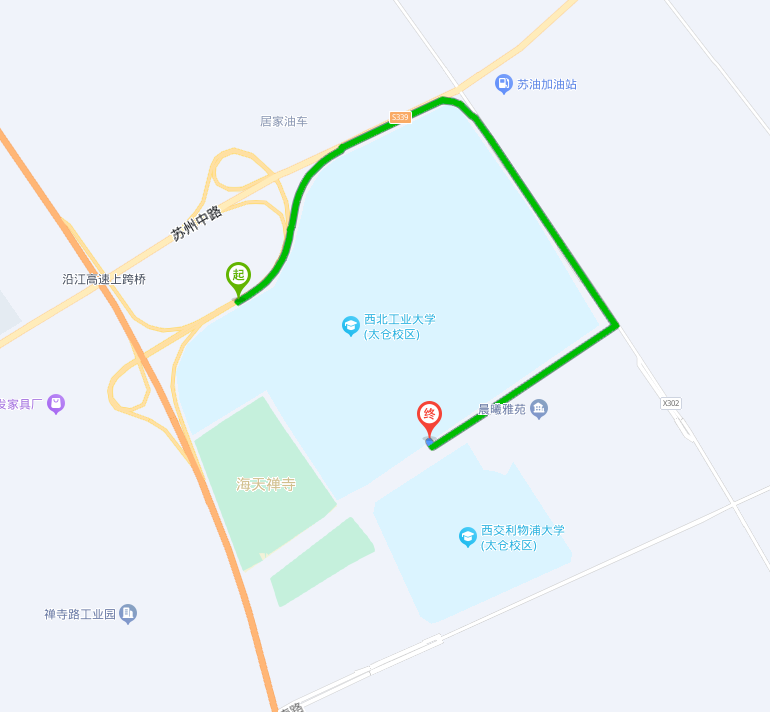 苏油加油站
S339
居家油车
苏州中路
沿江高速上跨桥
起
西北工业大学
(太仓校区)
发家具厂
终
晨曦雅苑
X302
海天禅寺
西交利物浦大学
(太仓校区)
禅寺路工业园
路